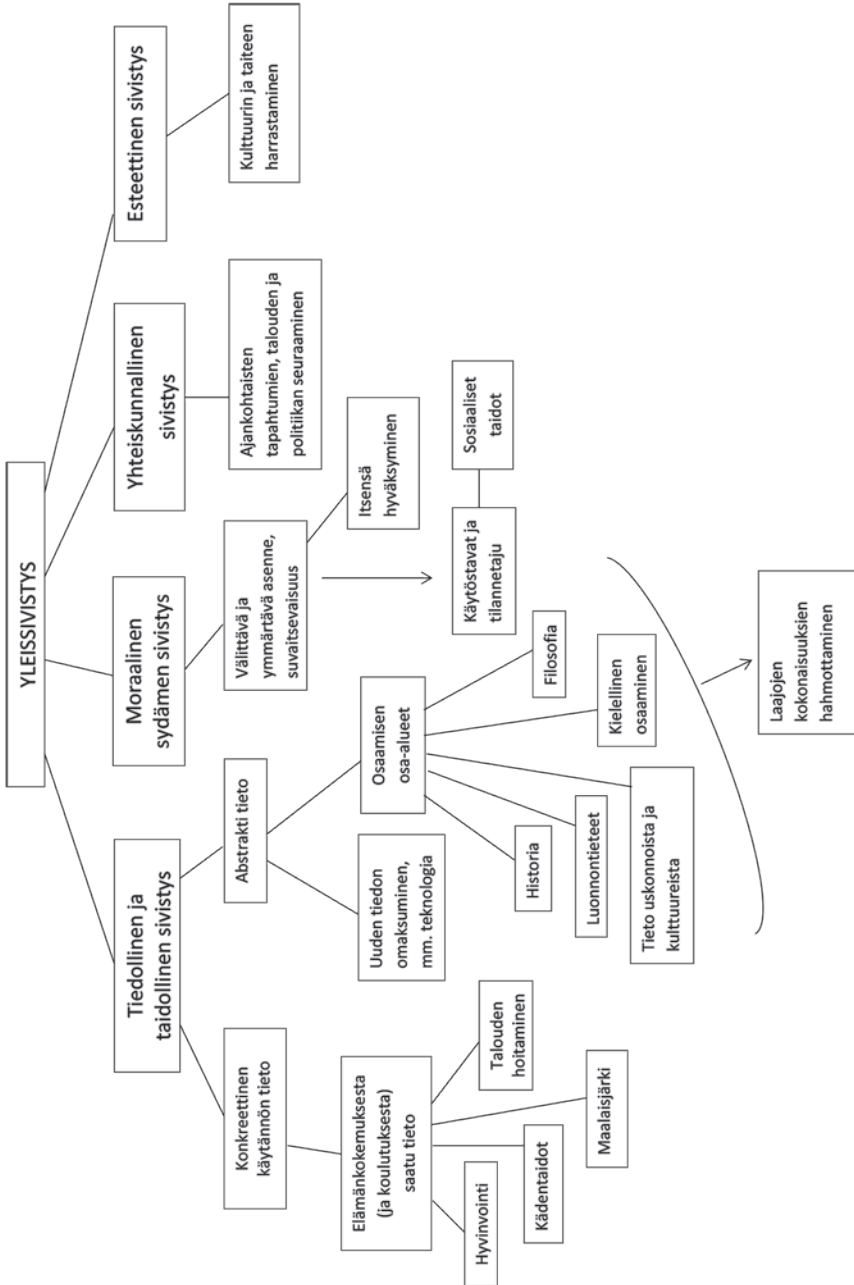 YLEISSIVISTYS
Tiedollinen ja
taidollinen sivistys
Moraalinen
sydämen sivistys
Yhteiskunnallinen
sivistys
Esteettinen sivistys
Konkreettinen
käytännön tieto
Abstrakti tieto
Välittävä ja
ymmärtävä asenne,
suvaitsevaisuus
Ajankohtaisten
tapahtumien, talouden ja
politiikan seuraaminen
Kulttuurin ja taiteen
harrastaminen
Elämänkokemuksesta
(ja koulutuksesta)
saatu tieto
Uuden tiedon
omaksuminen,
mm. teknologia
Osaamisen
osa-alueet
Itsensä
hyväksyminen
Hyvinvointi
Kädentaidot
Maalaisjärki
Talouden
hoitaminen
Historia
Luonnontieteet
Tieto uskonnoista ja
kulttuureista
Kielellinen
osaaminen
Filosofia
Käytöstavat ja
tilannetaju
Sosiaaliset
taidot
Laajojen
kokonaisuuksien
hahmottaminen